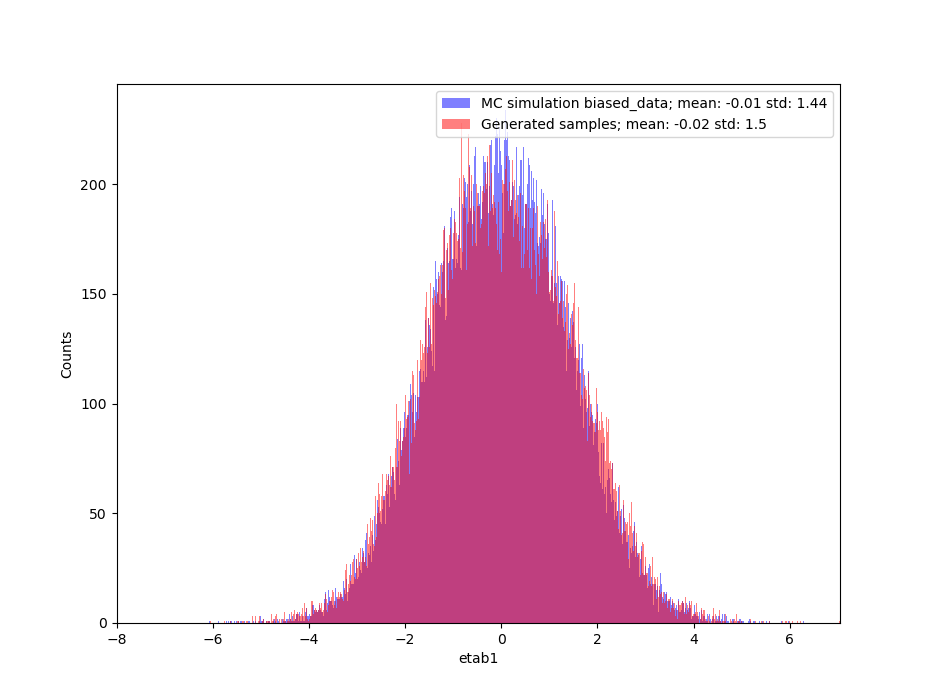 MC simulation biased_data; mean: -0.01 std: 1.44
Generated samples; mean: -0.02 std: 1.5
200
150
100
50
0
Counts
−8 −6 −4 −2 0 2 4 6
etab1